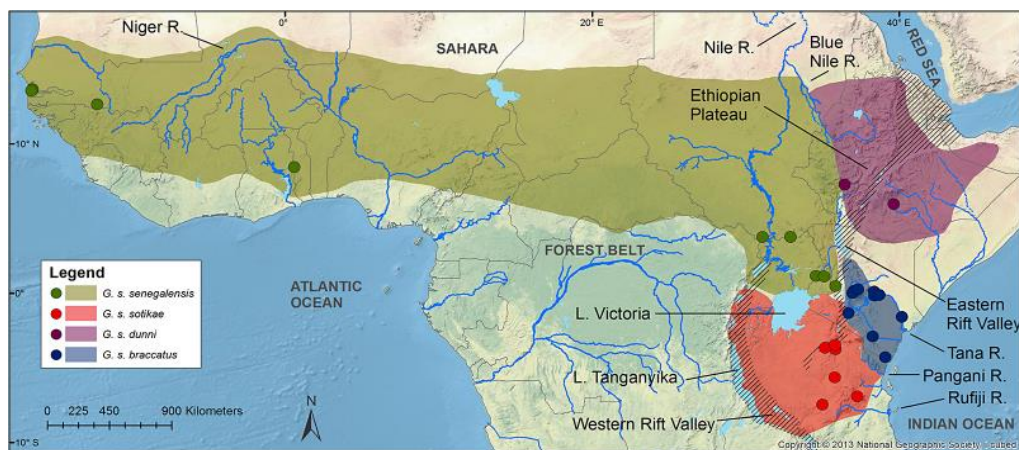 0°
20° E
40° E
Niger R.
SAHARA
Nile R.
Blue
Nile R.
RED SEA
Ethiopian
Plateau
10° N
FOREST BELT
Legend
G. s. senegalensis
G. s. sotikae
G. s. dunni
G. s. braccatus
ATLANTIC
OCEAN
0°
L. Victoria
Eastern
Rift Valley
Tana R.
L. Tanganyika
Pangani R.
Rufiji R.
Western Rift Valley
INDIAN OCEAN
0 225 450 900 Kilometers
N
10° S
Copyright © 2013 National Geographic Society, i-cubed